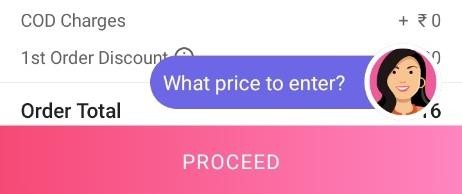 COD Charges + ₹ 0
1st Order Discount
What price to enter?
Order Total
PROCEED